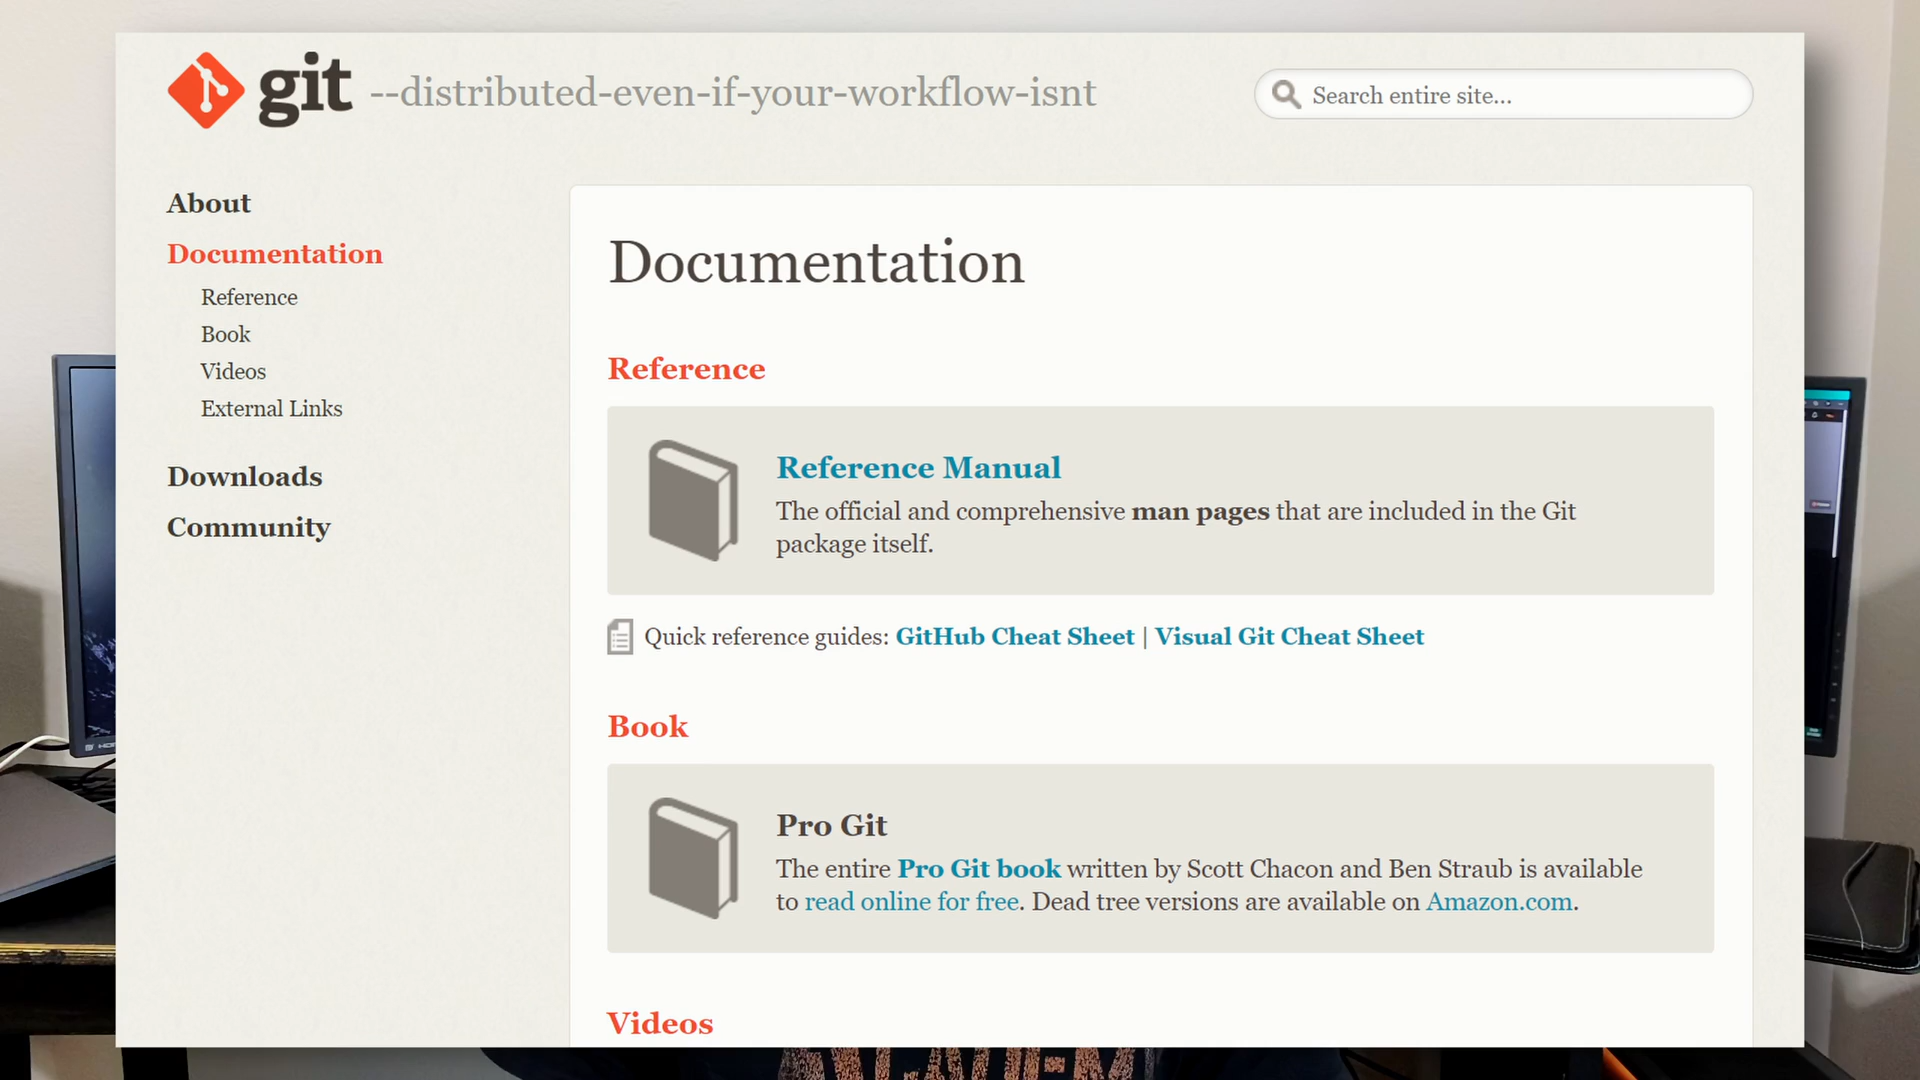 git --distributed-even-if-your-workflow-isnt
Search entire site...
About
Documentation
Reference
Book
Videos
External Links
Downloads
Community
Documentation
Reference
Reference Manual
The official and comprehensive man pages that are included in the Git
package itself.
Quick reference guides: GitHub Cheat Sheet | Visual Git Cheat Sheet
Book
Pro Git
The entire Pro Git book written by Scott Chacon and Ben Straub is available
to read online for free. Dead tree versions are available on Amazon.com.
Videos